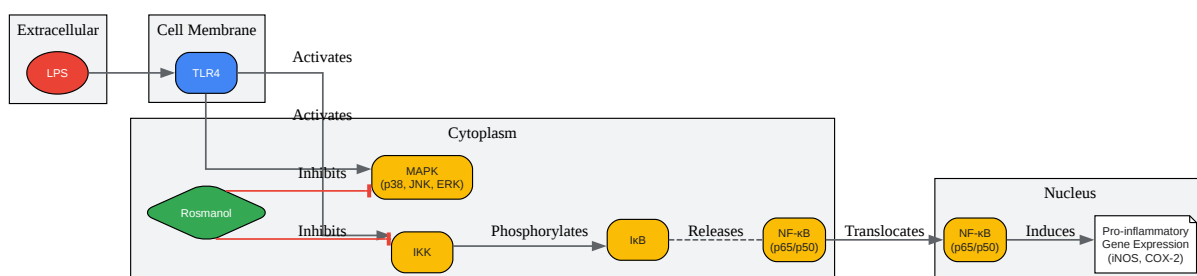 Extracellular
LPS
Cell Membrane
TLR4
Activates
Activates
Cytoplasm
Inhibits
MAPK
(p38, JNK, ERK)
Rosmanol
Inhibits
IKK
Phosphorylates
IκB
Releases
NF-κB
(p65/p50)
Translocates
Nucleus
NF-κB
(p65/p50)
Induces
Pro-inflammatory
Gene Expression
(iNOS, COX-2)